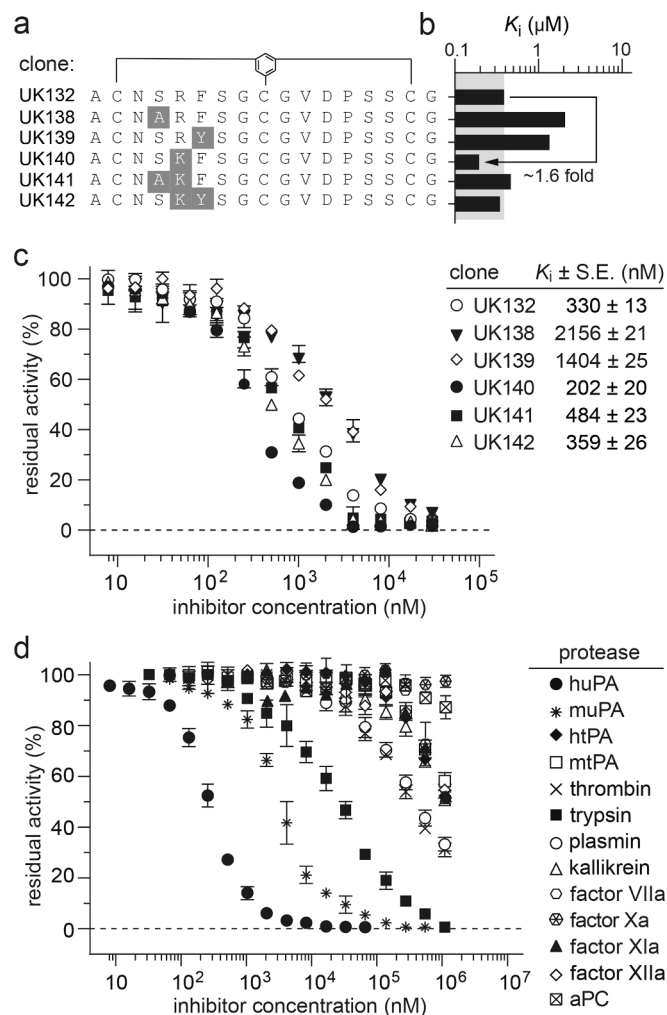 a
clone:
UK132 A C N S R F S G C G V D P S S C G
UK138 A C N A R F S G C G V D P S S C G
UK139 A C N S R Y S G C G V D P S S C G
UK140 A C N S K F S G C G V D P S S C G
UK141 A C N A K F S G C G V D P S S C G
UK142 A C N S K Y S G C G V D P S S C G
b
Ki (µM)
0.1 1 10
~1.6 fold
c
residual activity (%)
100
80
60
40
20
0
10 10² 10³ 10⁴ 10⁵
inhibitor concentration (nM)
clone Ki ± S.E. (nM)
UK132 330 ± 13
UK138 2156 ± 21
UK139 1404 ± 25
UK140 202 ± 20
UK141 484 ± 23
UK142 359 ± 26
d
residual activity (%)
100
80
60
40
20
0
10 10² 10³ 10⁴ 10⁵ 10⁶ 10⁷
inhibitor concentration (nM)
protease
huPA
muPA
htPA
mtPA
thrombin
trypsin
plasmin
kallikrein
factor VIIa
factor Xa
factor XIa
factor XIIa
aPC